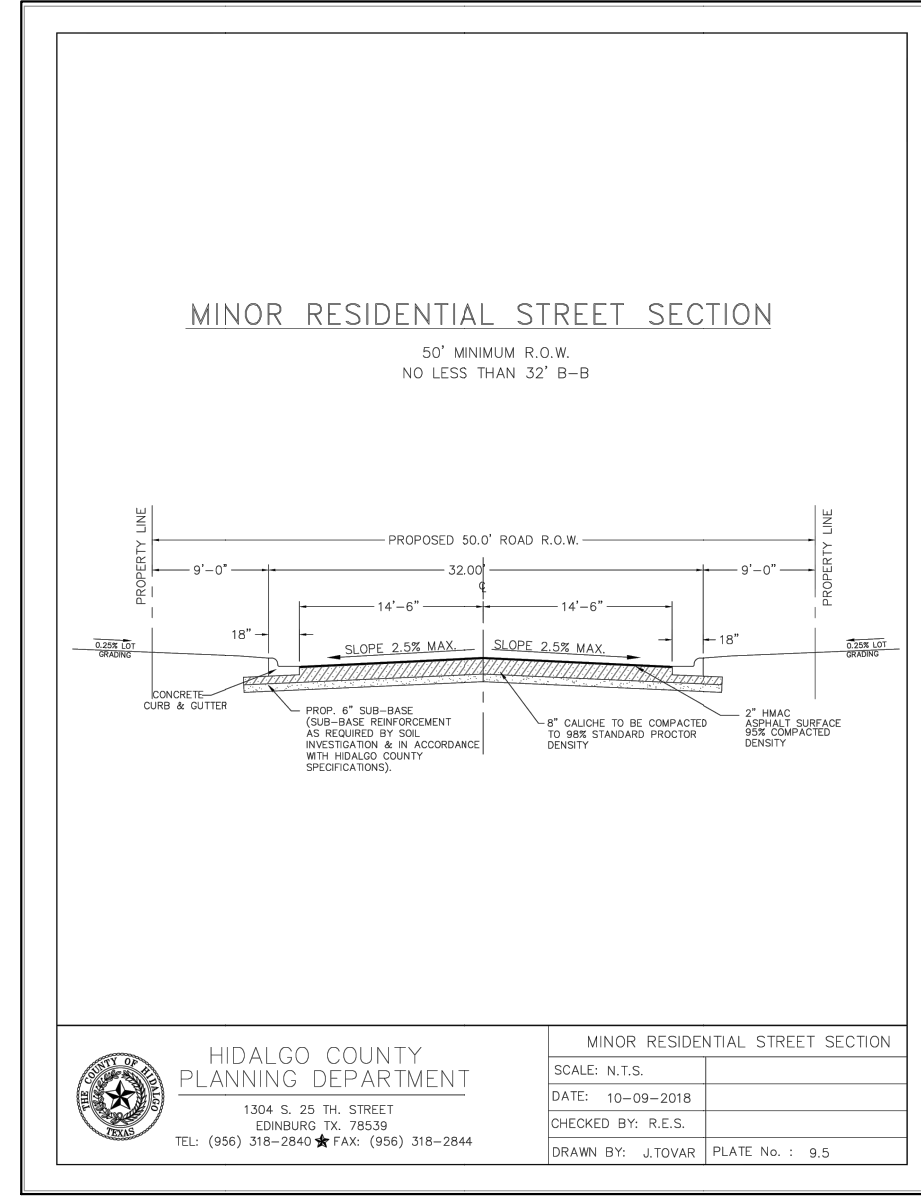 MINOR RESIDENTIAL STREET SECTION
50' MINIMUM R.O.W.
NO LESS THAN 32' B-B
PROPERTY LINE
PROPERTY LINE
PROPOSED 50.0' ROAD R.O.W.
9'-0"
32.00'
9'-0"
℄
14'-6"
14'-6"
18"
18"
0.25% LOT
GRADING
SLOPE 2.5% MAX.
SLOPE 2.5% MAX.
0.25% LOT
GRADING
CONCRETE
CURB & GUTTER
PROP. 6" SUB-BASE
(SUB-BASE REINFORCEMENT
AS REQUIRED BY SOIL
INVESTIGATION & IN ACCORDANCE
WITH HIDALGO COUNTY
SPECIFICATIONS).
8" CALICHE TO BE COMPACTED
TO 98% STANDARD PROCTOR
DENSITY
2" HMAC
ASPHALT SURFACE
95% COMPACTED
DENSITY
THE COUNTY OF HIDALGO
TEXAS
HIDALGO COUNTY
PLANNING DEPARTMENT
1304 S. 25 TH. STREET
EDINBURG TX. 78539
TEL: (956) 318-2840 ★ FAX: (956) 318-2844
MINOR RESIDENTIAL STREET SECTION
SCALE: N.T.S.
DATE: 10-09-2018
CHECKED BY: R.E.S.
DRAWN BY: J.TOVAR
PLATE No. : 9.5